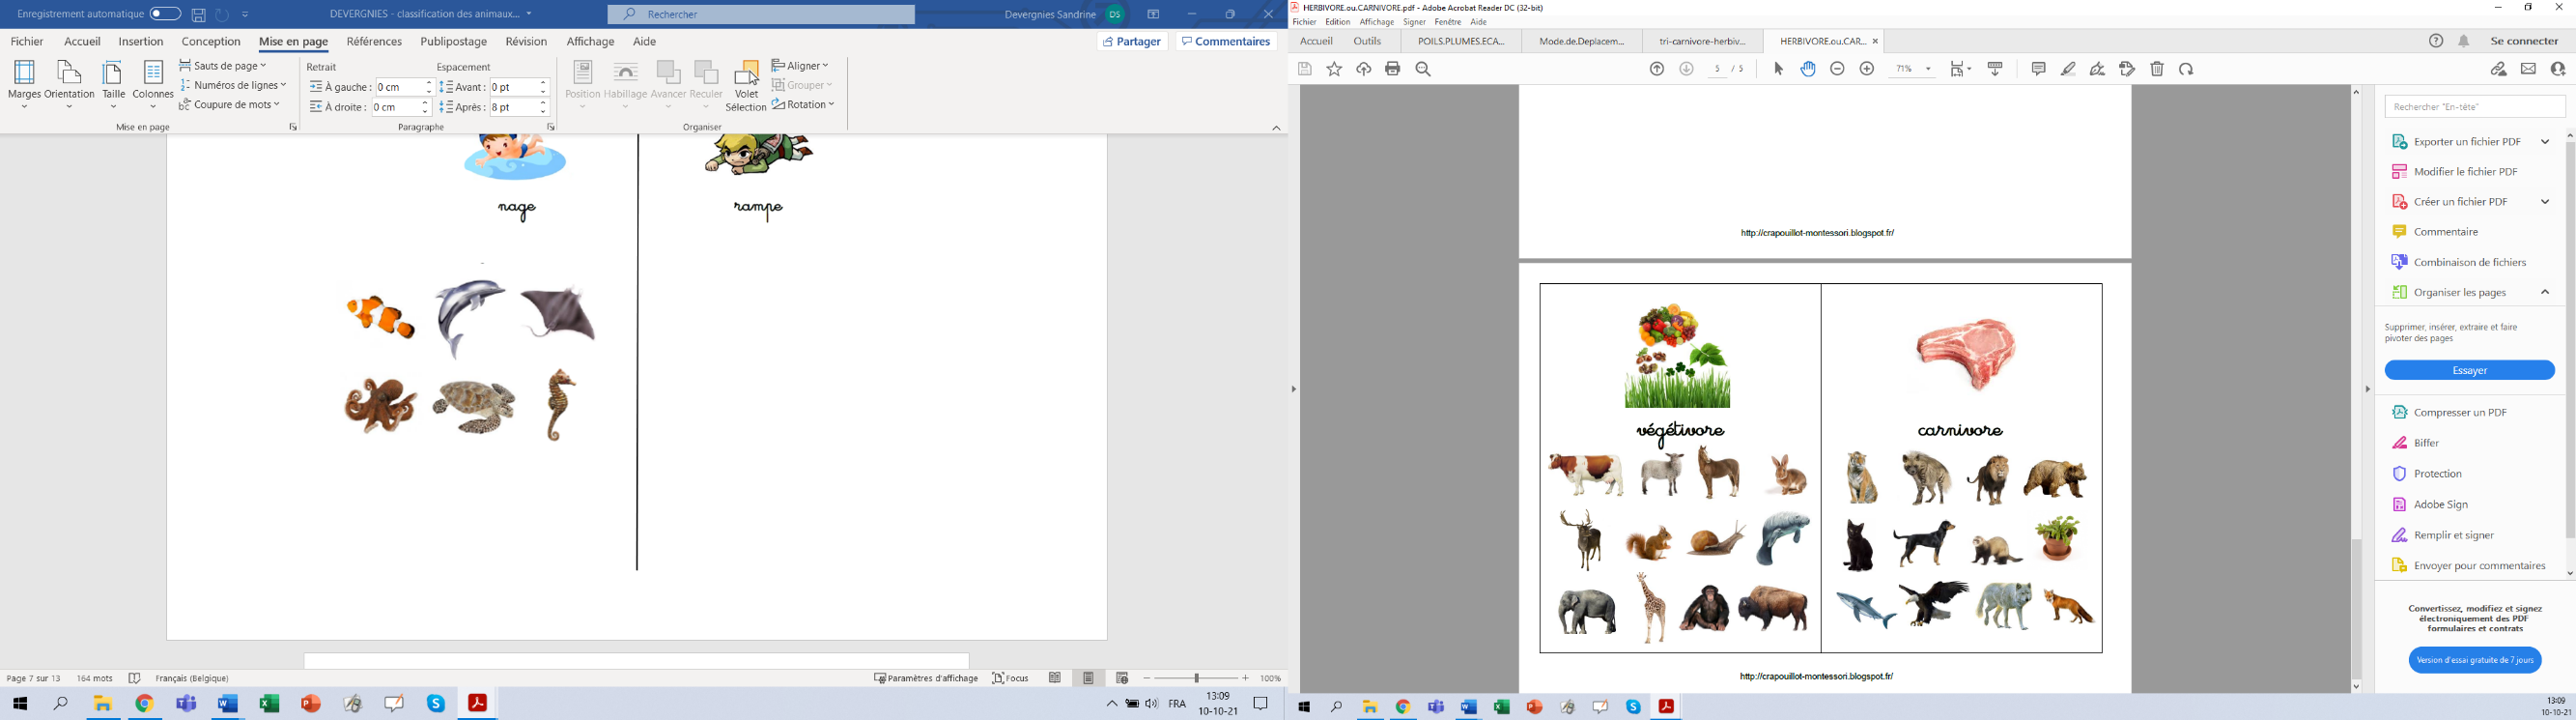 Enregistrement automatique
DEVERGNIES - classification des animaux...
Rechercher
Devergnies Sandrine
DS
Fichier Accueil Insertion Conception Mise en page Références Publipostage Révision Affichage Aide
Partager
Commentaires
Marges
Orientation
Taille
Colonnes
Sauts de page
Numéros de lignes
Coupure de mots
Mise en page
Retrait
À gauche : 0 cm
À droite : 0 cm
Espacement
Avant : 0 pt
Après : 8 pt
Paragraphe
Position
Habillage
Avancer
Reculer
Volet
Sélection
Aligner
Grouper
Rotation
Organiser
nage
rampe
Page 7 sur 13
164 mots
Français (Belgique)
Paramètres d'affichage
Focus
100%
FRA
13:09
10-10-21
HERBIVORE.ou.CARNIVORE.pdf - Adobe Acrobat Reader DC (32-bit)
Fichier Edition Affichage Signer Fenêtre Aide
Accueil
Outils
POILS.PLUMES.ECA...
Mode.de.Deplacem...
tri-carnivore-herbiv...
HERBIVORE.ou.CAR...
Se connecter
5 / 5
71%
http://crapouillot-montessori.blogspot.fr/
végétivore
carnivore
http://crapouillot-montessori.blogspot.fr/
Rechercher "En-tête"
Exporter un fichier PDF
Modifier le fichier PDF
Créer un fichier PDF
Commentaire
Combinaison de fichiers
Organiser les pages
Supprimer, insérer, extraire et faire
pivoter des pages
Essayer
Compresser un PDF
Biffer
Protection
Adobe Sign
Remplir et signer
Envoyer pour commentaires
Convertissez, modifiez et signez
électroniquement des PDF
formulaires et contrats
Version d'essai gratuite de 7 jours
13:09
10-10-21